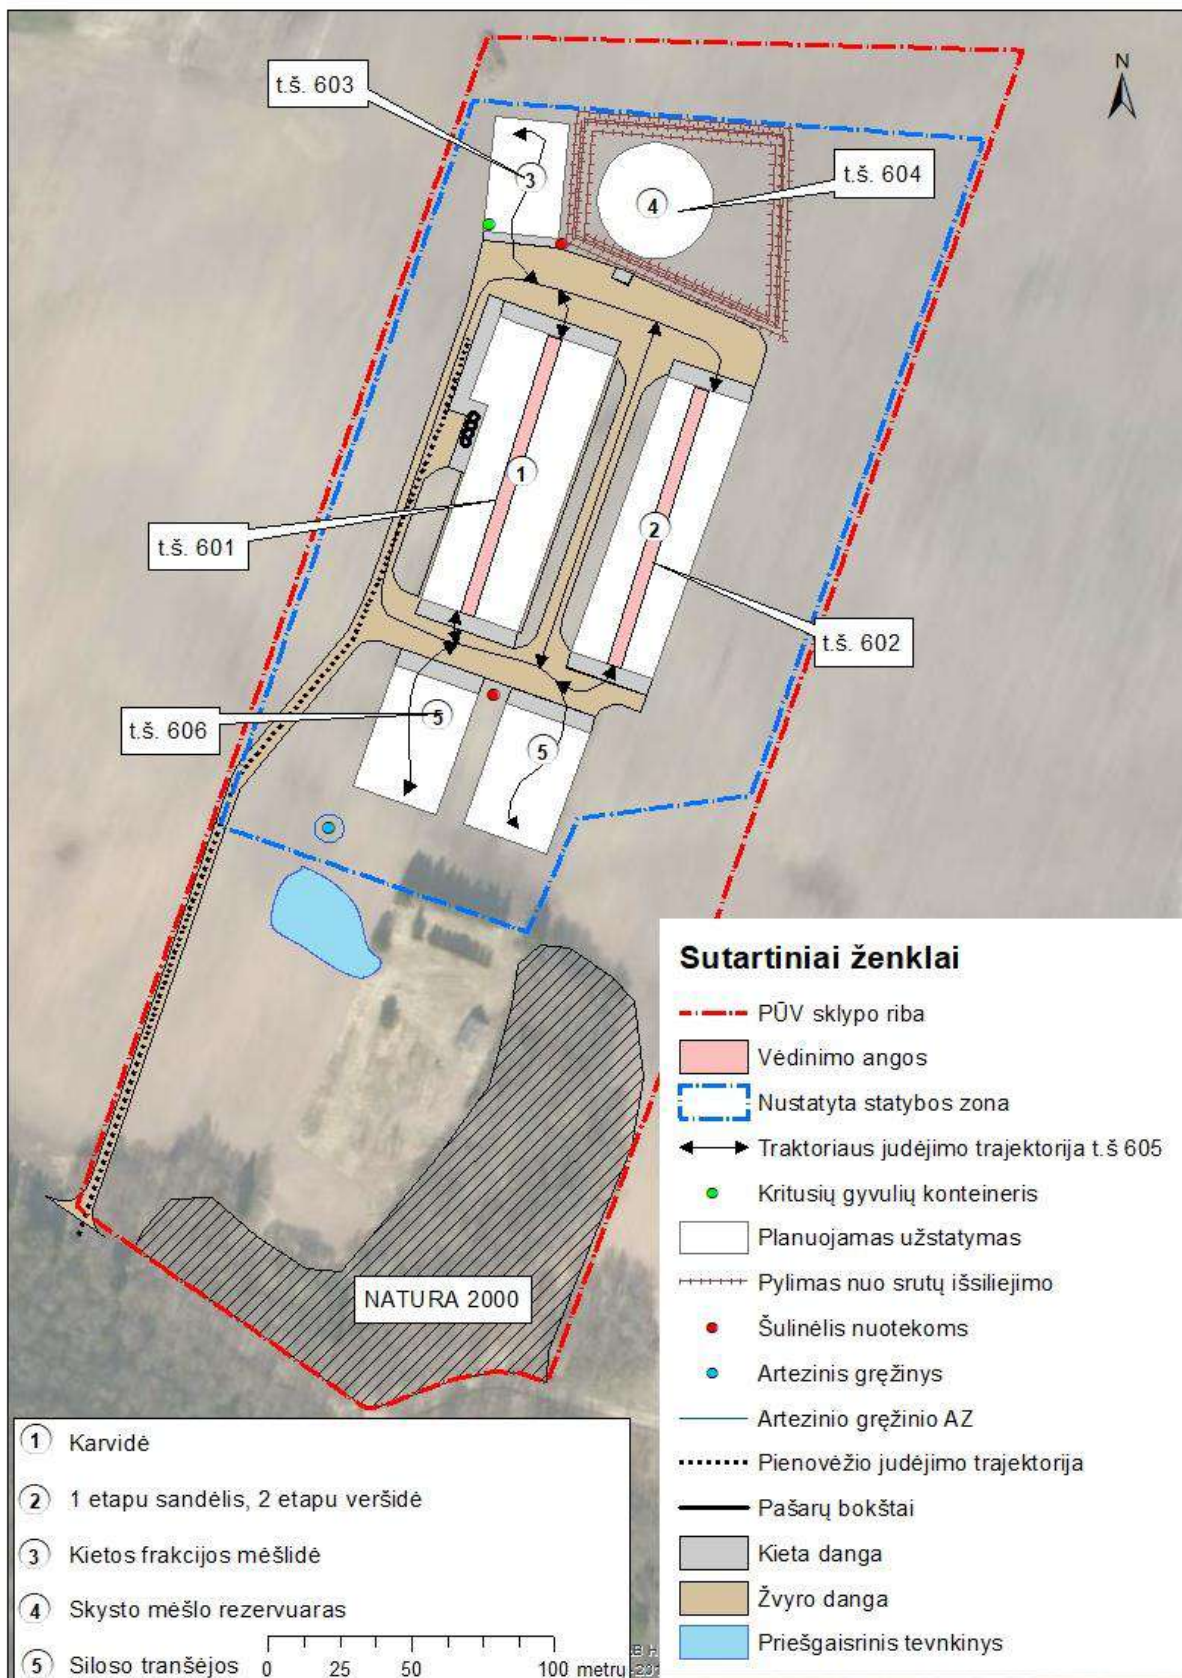 N
t.š. 603
3
4
t.š. 604
1
2
t.š. 601
t.š. 602
t.š. 606
5
5
NATURA 2000
Sutartiniai ženklai
PŪV sklypo riba
Vėdinimo angos
Nustatyta statybos zona
Traktoriaus judėjimo trajektorija t.š 605
Kritusių gyvulių konteineris
Planuojamas užstatymas
Pylimas nuo srutų išsiliejimo
Šulinėlis nuotekoms
Artezinis gręžinys
Artezinio gręžinio AZ
Pienovėžio judėjimo trajektorija
Pašarų bokštai
Kieta danga
Žvyro danga
Priešgaisrinis tevnkinys
1 Karvidė
2 1 etapu sandėlis, 2 etapu veršidė
3 Kietos frakcijos mėšlidė
4 Skysto mėšlo rezervuaras
5 Siloso tranšėjos
0 25 50 100 metrų